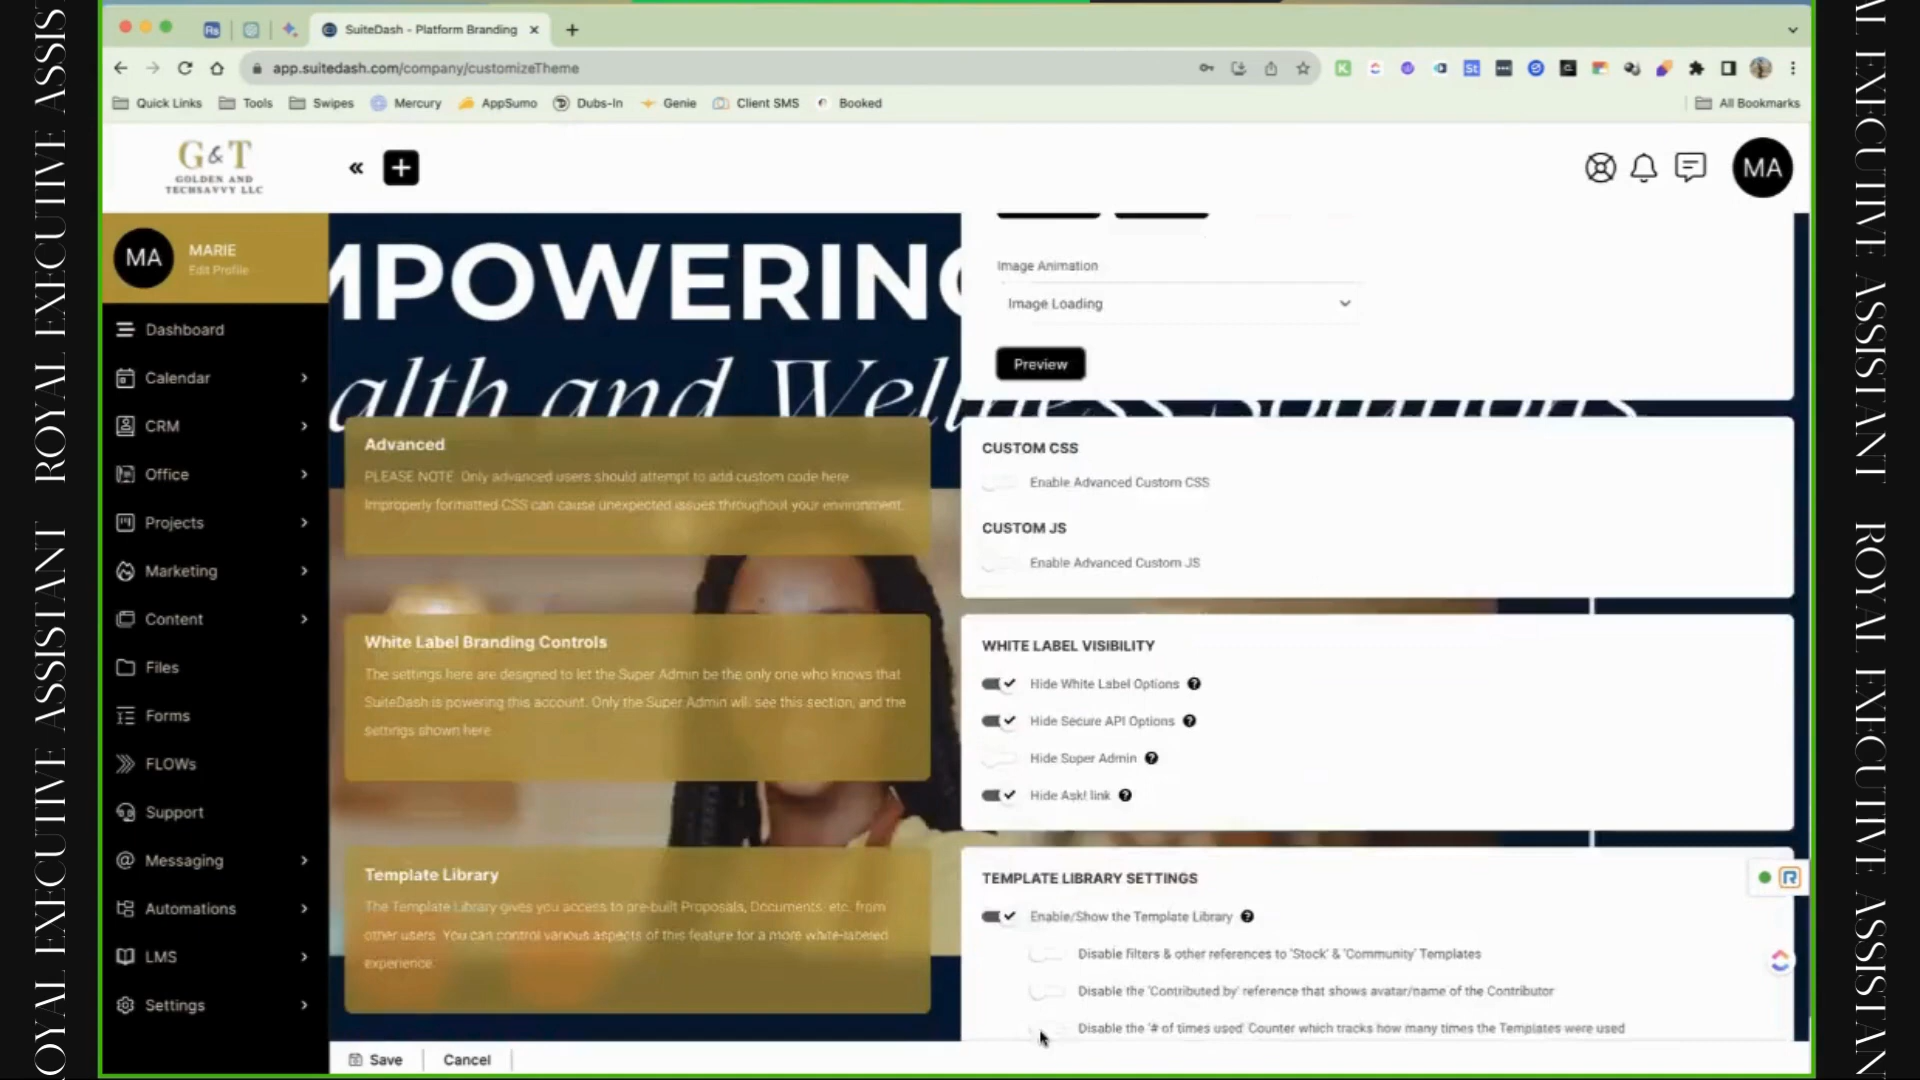 SuiteDash - Platform Branding
app.suitedash.com/company/customizeTheme
Quick Links
Tools
Swipes
Mercury
AppSumo
Dubs-In
Genie
Client SMS
Booked
All Bookmarks
G&T
GOLDEN AND
TECHSAVVY LLC
MA
MA
MARIE
Edit Profile
Dashboard
Calendar
CRM
Office
Projects
Marketing
Content
Files
Forms
FLOWs
Support
Messaging
Automations
LMS
Settings
MPOWERING
alth and Wellness Solutions
Image Animation
Image Loading
Preview
Advanced
PLEASE NOTE: Only advanced users should attempt to add custom code here.
Improperly formatted CSS can cause unexpected issues throughout your environment.
CUSTOM CSS
Enable Advanced Custom CSS
CUSTOM JS
Enable Advanced Custom JS
White Label Branding Controls
The settings here are designed to let the Super Admin be the only one who knows that
SuiteDash is powering this account. Only the Super Admin will see this section, and the
settings shown here.
WHITE LABEL VISIBILITY
Hide White Label Options
Hide Secure API Options
Hide Super Admin
Hide Ask! link
Template Library
The Template Library gives you access to pre-built Proposals, Documents, etc. from
other users. You can control various aspects of this feature for a more white-labeled
experience.
TEMPLATE LIBRARY SETTINGS
Enable/Show the Template Library
Disable filters & other references to 'Stock' & 'Community' Templates
Disable the 'Contributed by' reference that shows avatar/name of the Contributor
Disable the '# of times used' Counter which tracks how many times the Templates were used
Save
Cancel
ROYAL EXECUTIVE ASSISTANT
ROYAL EXECUTIVE ASSIS
AL EXECUTIVE ASSISTANT
ROYAL EXECUTIVE ASSISTAN